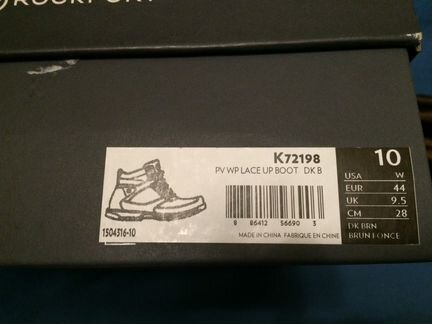 ROCKPORT
K72198
PV WP LACE UP BOOT DK B
8 86412 56690 3
MADE IN CHINA FABRIQUE EN CHINE
1504316-10
10
USA W
EUR 44
UK 9.5
CM 28
DK BRN
BRUN FONCE